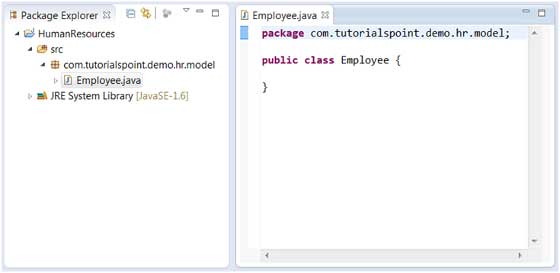 Package Explorer
HumanResources
src
com.tutorialspoint.demo.hr.model
Employee.java
JRE System Library [JavaSE-1.6]
Employee.java
package com.tutorialspoint.demo.hr.model;
public class Employee {
}